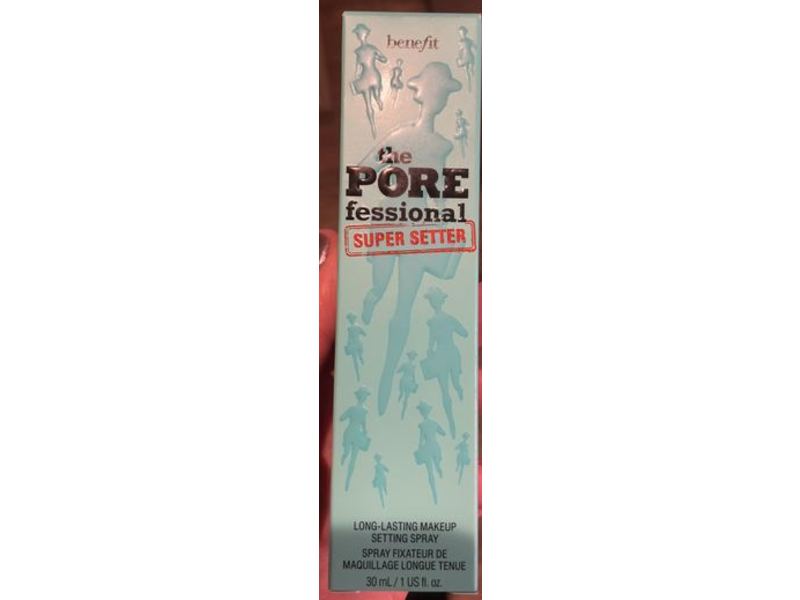 benefit
the
PORE
fessional
SUPER SETTER
LONG-LASTING MAKEUP
SETTING SPRAY
SPRAY FIXATEUR DE
MAQUILLAGE LONGUE TENUE
30 mL / 1 US fl. oz.